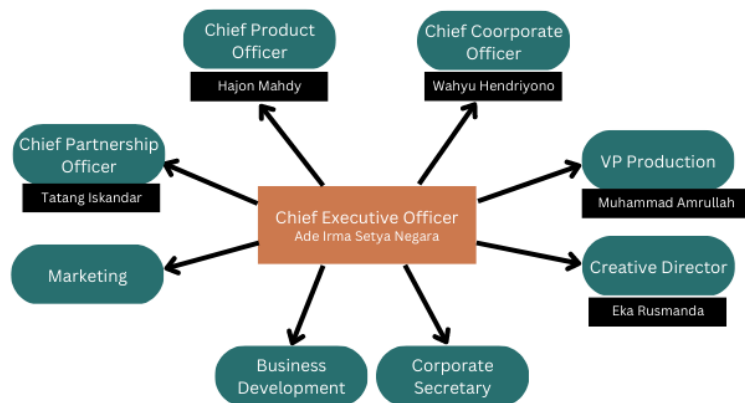 Chief Product
Officer
Hajon Mahdy
Chief Coorporate
Officer
Wahyu Hendriyono
Chief Partnership
Officer
Tatang Iskandar
VP Production
Muhammad Amrullah
Chief Executive Officer
Ade Irma Setya Negara
Marketing
Creative Director
Eka Rusmanda
Business
Development
Corporate
Secretary